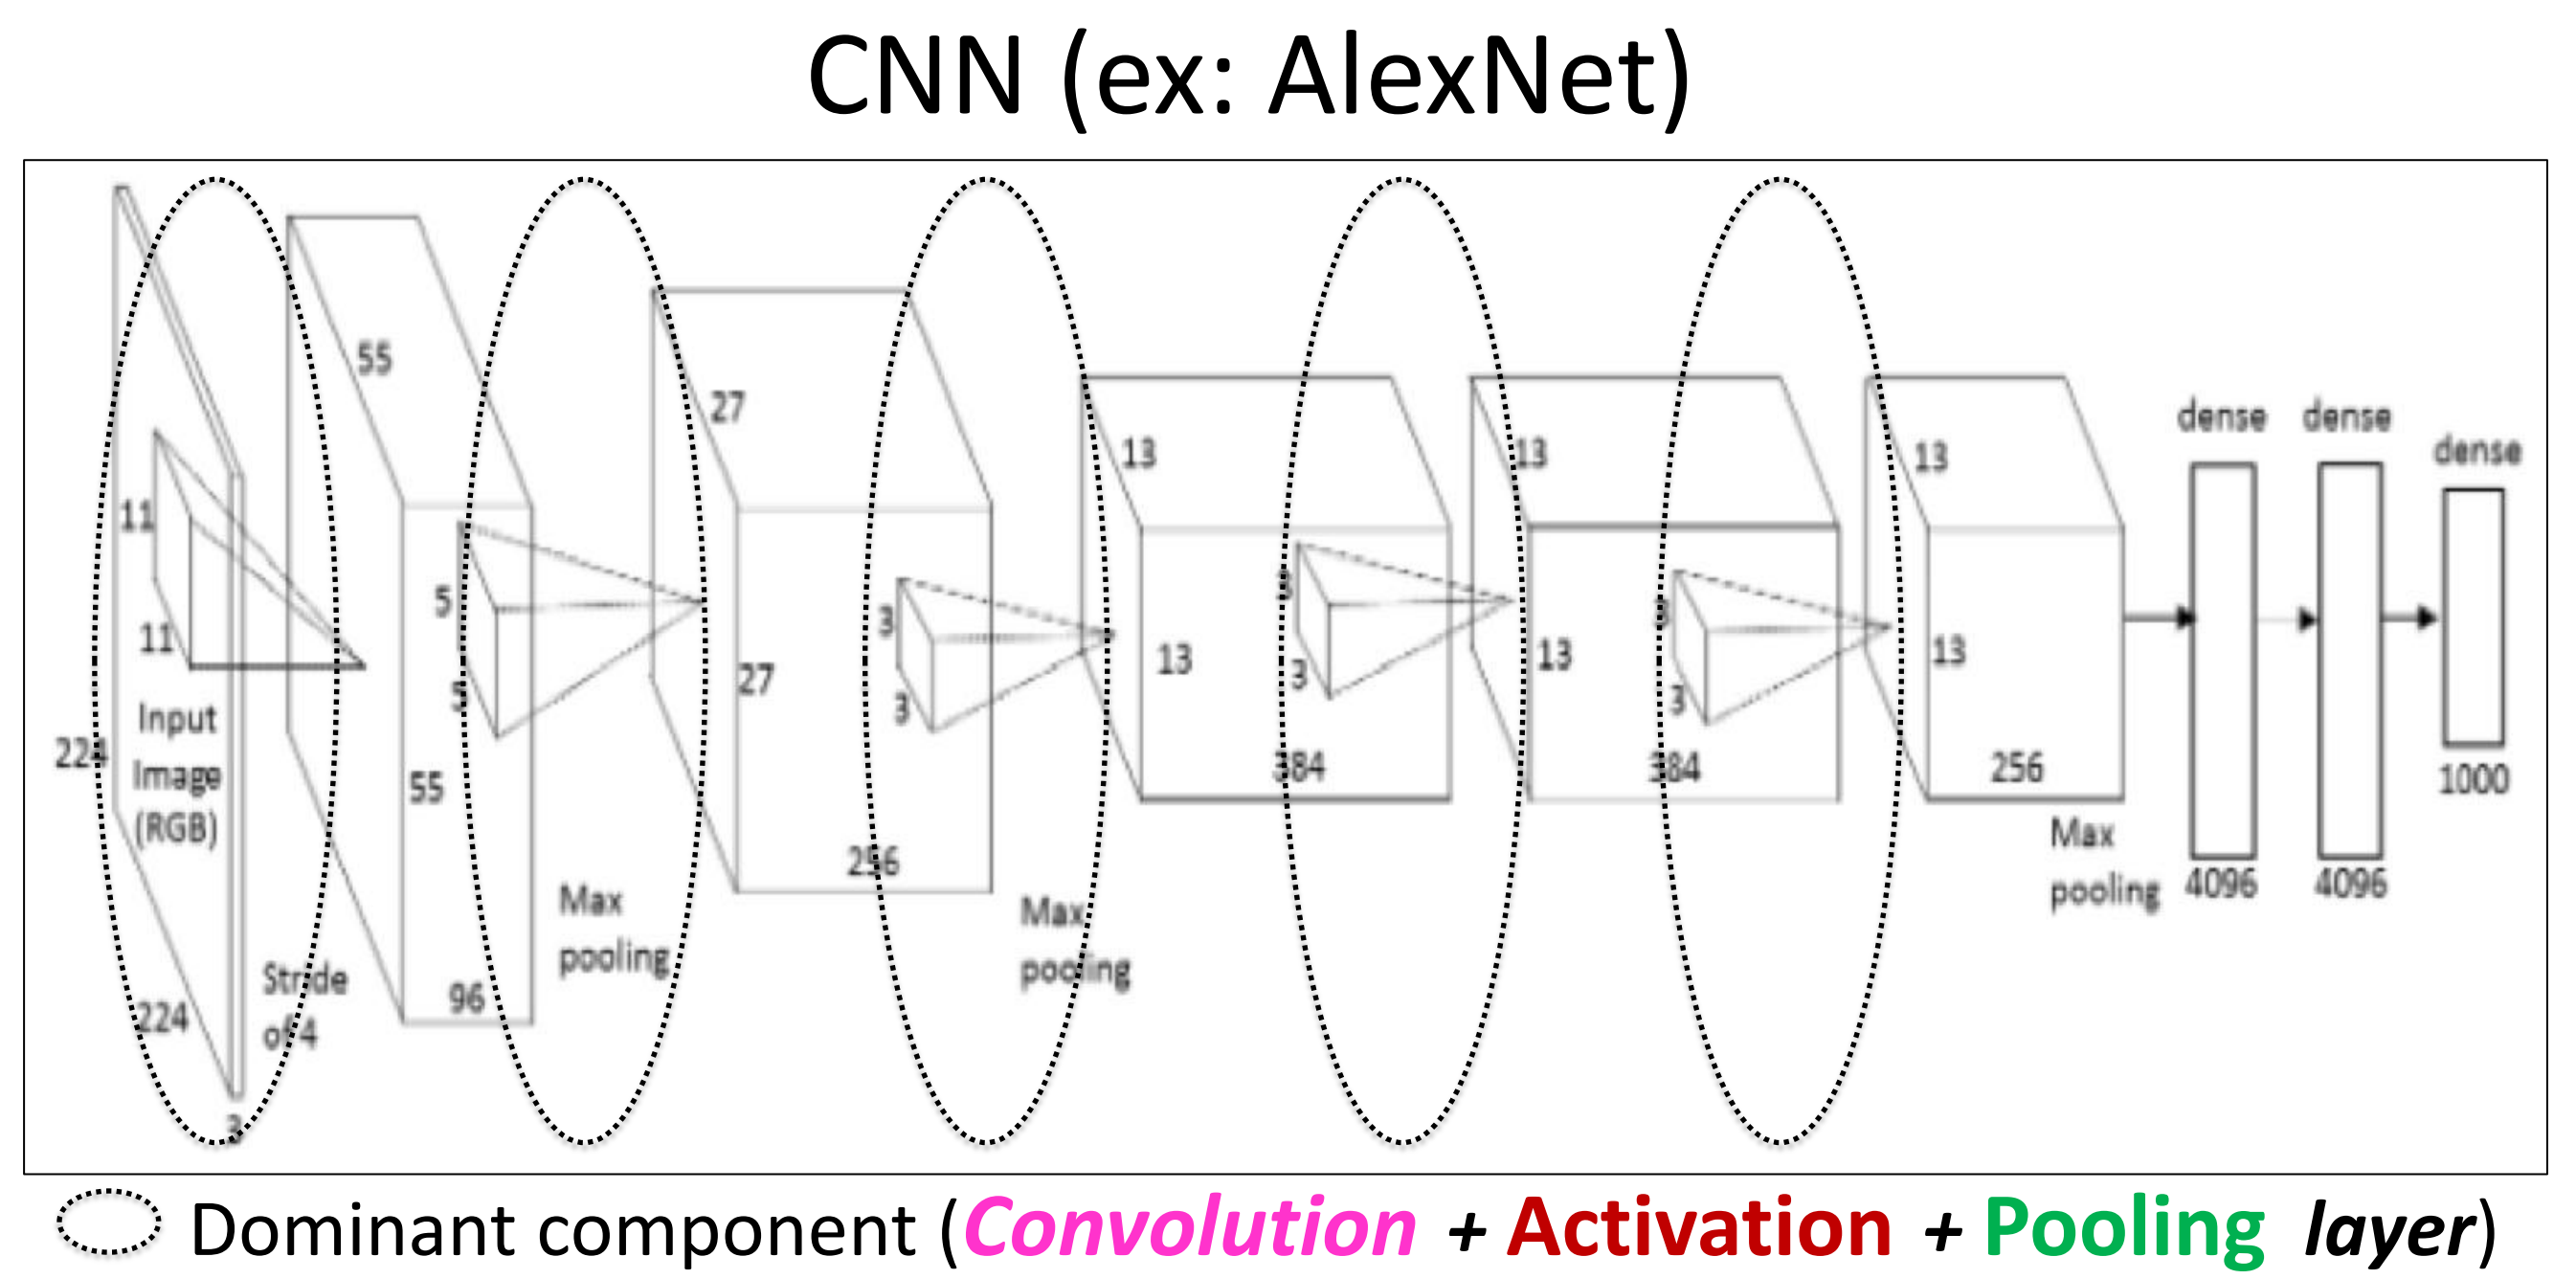 CNN (ex: AlexNet)
11
11
Input
Image
(RGB)
224
224
3
Stride
of 4
55
55
96
5
5
Max
pooling
27
27
256
3
3
Max
pooling
13
13
384
3
3
13
13
384
3
3
13
13
256
Max
pooling
dense
4096
dense
4096
dense
1000
Dominant component (Convolution + Activation + Pooling layer)